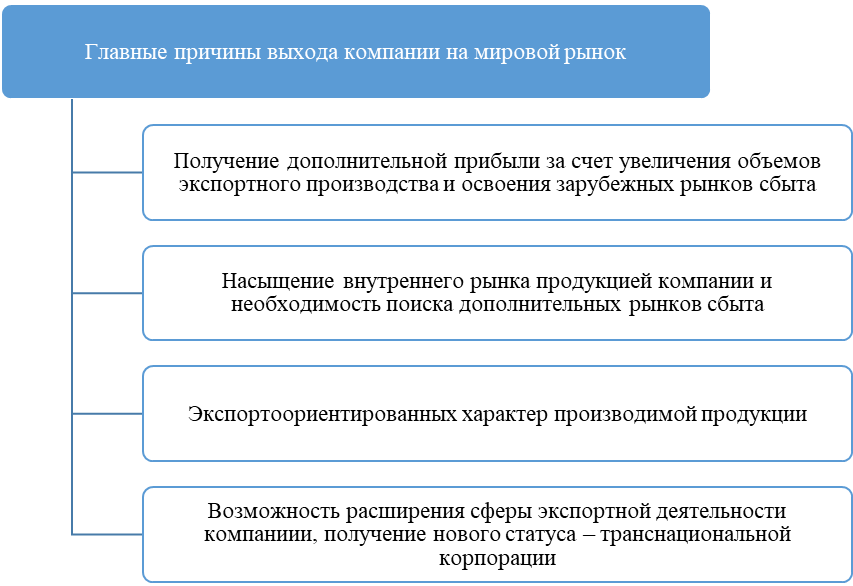 Главные причины выхода компании на мировой рынок
Получение дополнительной прибыли за счет увеличения объемов
экспортного производства и освоения зарубежных рынков сбыта
Насыщение внутреннего рынка продукцией компании и
необходимость поиска дополнительных рынков сбыта
Экспортоориентированных характер производимой продукции
Возможность расширения сферы экспортной деятельности
компаниии, получение нового статуса – транснациональной
корпорации